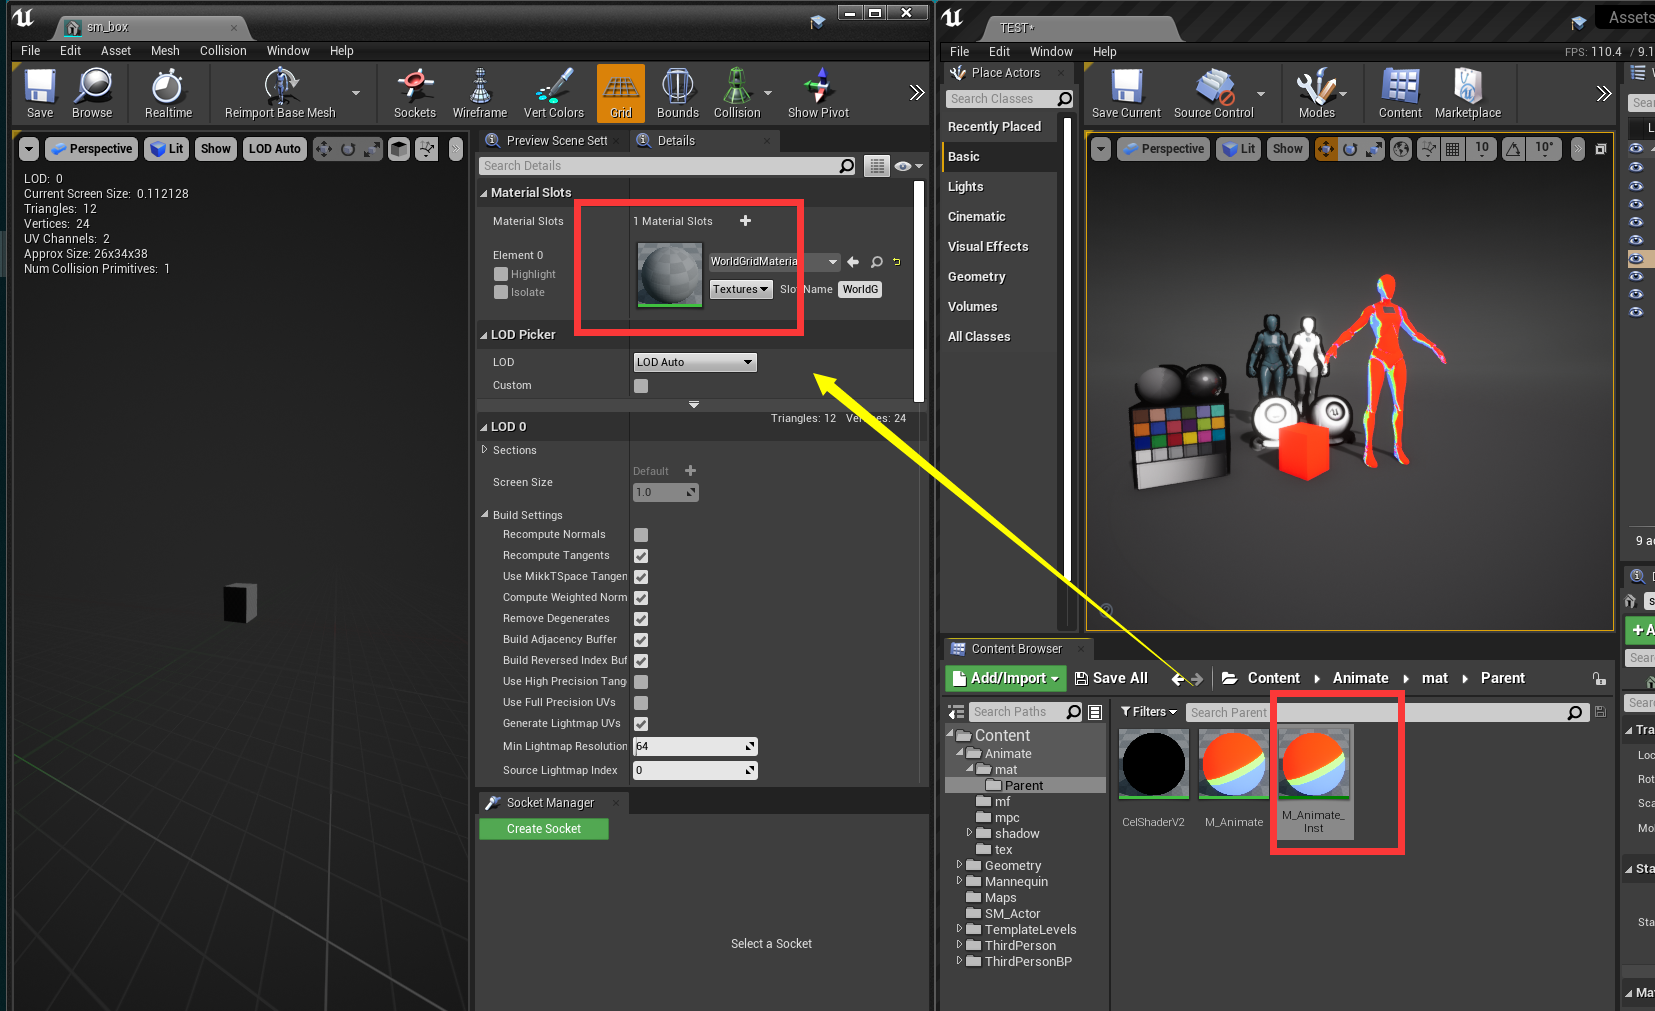 sm_box
File Edit Asset Mesh Collision Window Help
Save Browse Realtime Reimport Base Mesh Sockets Wireframe Vert Colors Grid Bounds Collision Show Pivot
Perspective Lit Show LOD Auto
LOD: 0
Current Screen Size: 0.112128
Triangles: 12
Vertices: 24
UV Channels: 2
Approx Size: 26x34x38
Num Collision Primitives: 1
Preview Scene Sett Details
Search Details
Material Slots
Material Slots 1 Material Slots
Element 0
Highlight
Isolate
WorldGridMateria
Textures Slot Name WorldG
LOD Picker
LOD LOD Auto
Custom
Triangles: 12 Vertices: 24
LOD 0
Sections
Screen Size Default
1.0
Build Settings
Recompute Normals
Recompute Tangents
Use MikkTSpace Tangen
Compute Weighted Norm
Remove Degenerates
Build Adjacency Buffer
Build Reversed Index Buf
Use High Precision Tang
Use Full Precision UVs
Generate Lightmap UVs
Min Lightmap Resolution 64
Source Lightmap Index 0
Socket Manager
Create Socket
Select a Socket
TEST*
Assets
File Edit Window Help
FPS: 110.4 / 9.1
Place Actors
Search Classes
Recently Placed
Basic
Lights
Cinematic
Visual Effects
Geometry
Volumes
All Classes
Save Current Source Control Modes Content Marketplace
Perspective Lit Show 10 10°
Sear
L
9 a
Content Browser
Add/Import Save All Content Animate mat Parent
Search Paths
Filters Search Parent
Content
Animate
mat
Parent
mf
mpc
shadow
tex
Geometry
Mannequin
Maps
SM_Actor
TemplateLevels
ThirdPerson
ThirdPersonBP
CelShaderV2
M_Animate
M_Animate_
Inst
D
s
+ A
Sear
Sear
Tra
Loc
Rot
Sca
Mol
Sta
Sta
Ma